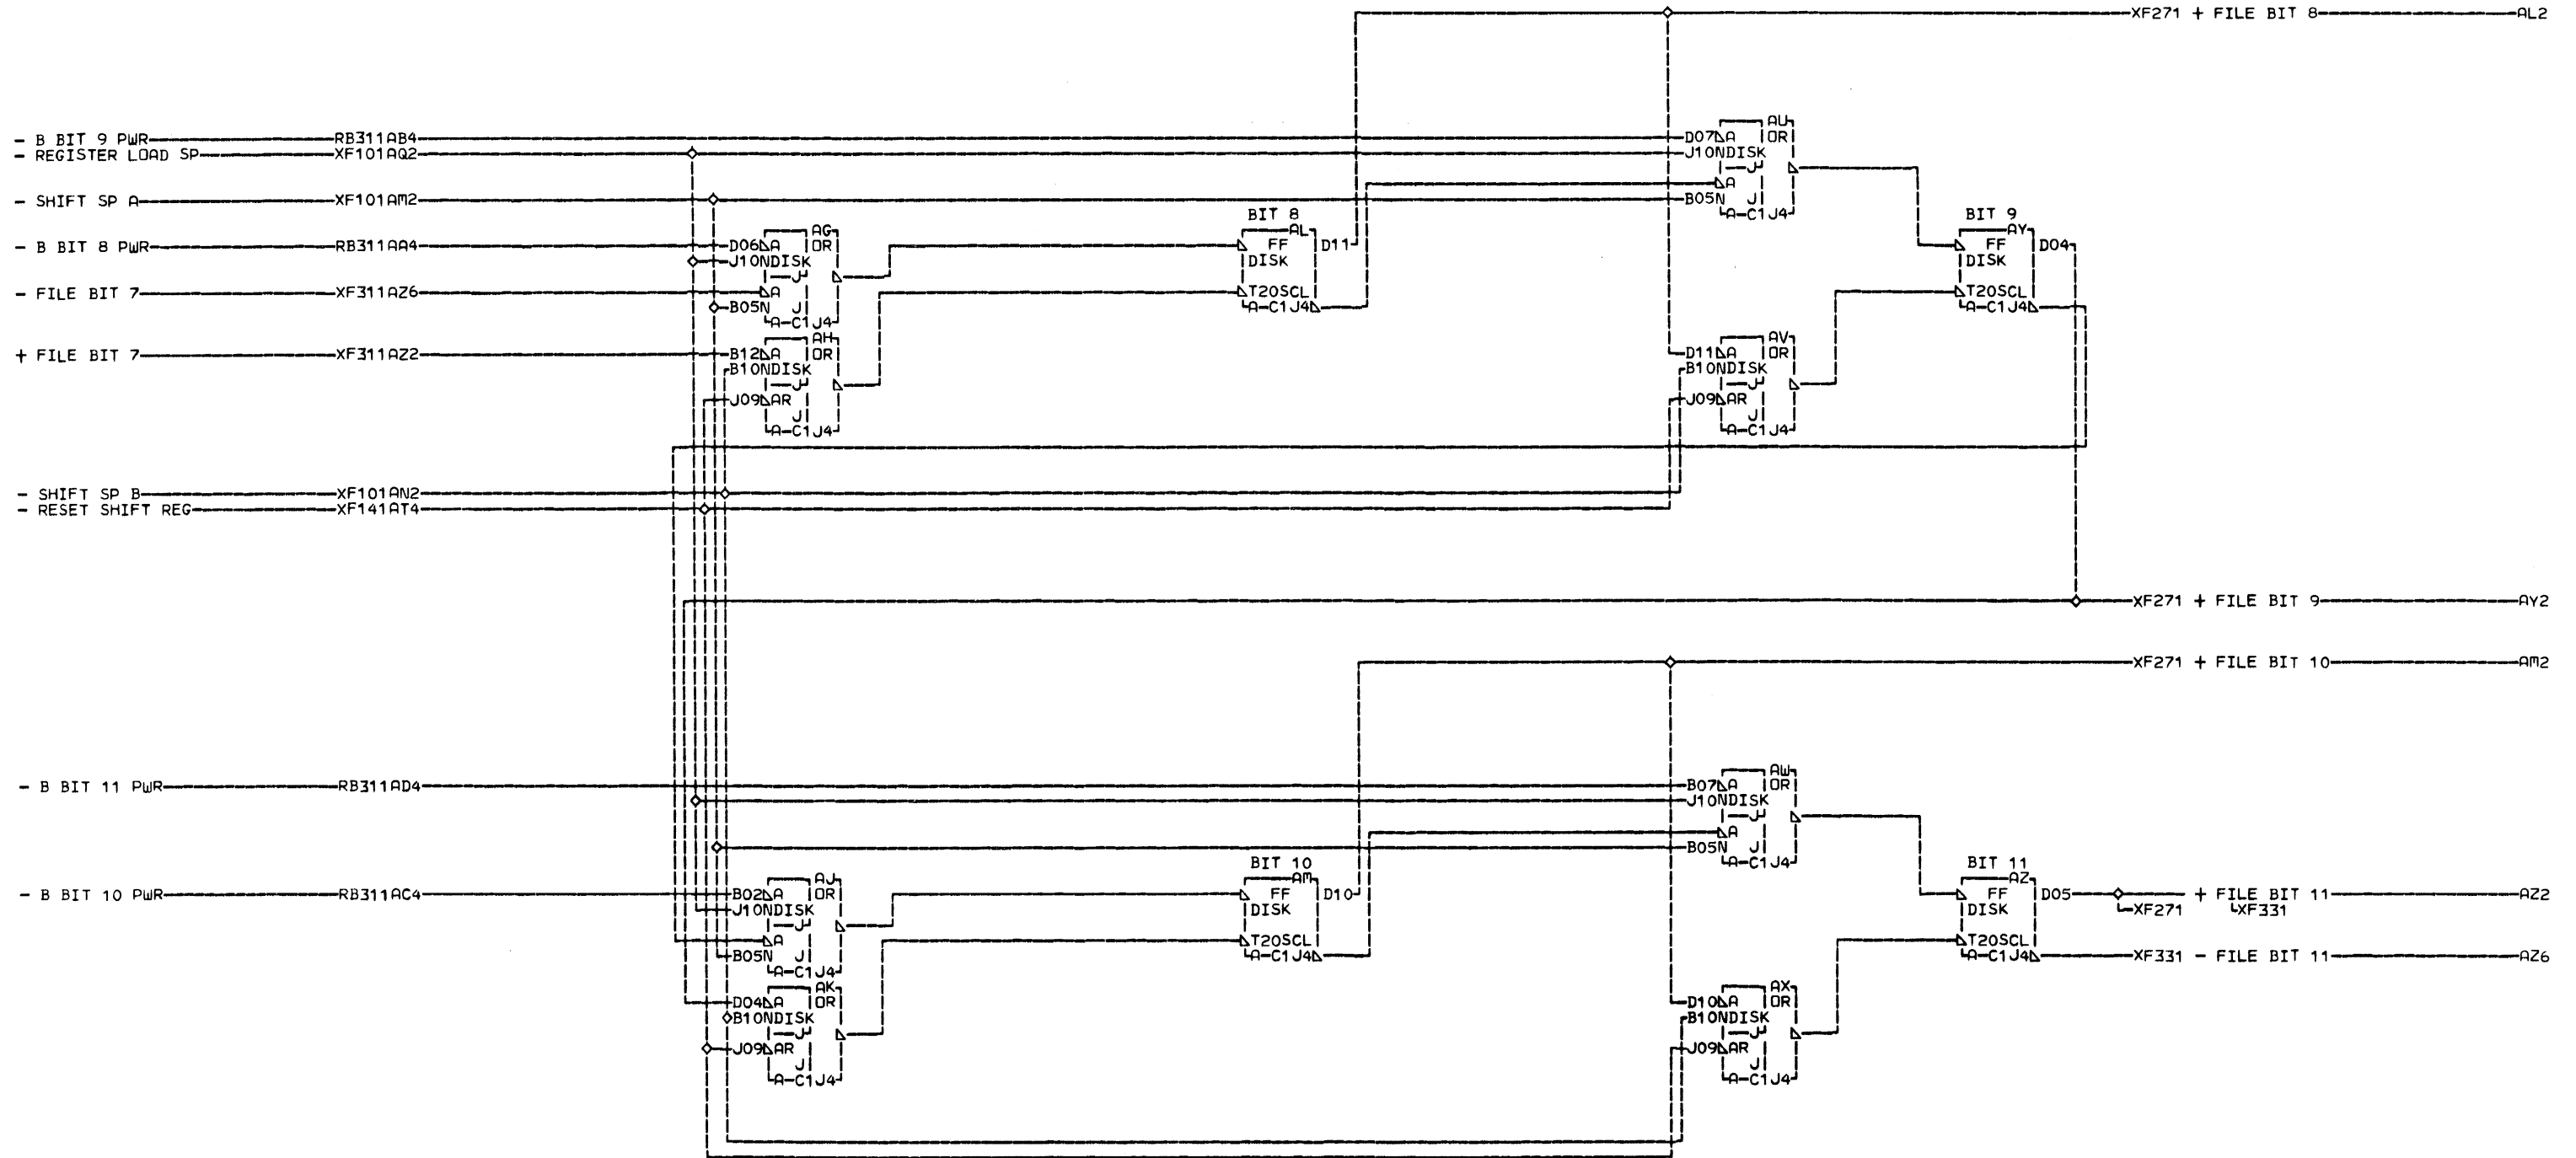 XF271 + FILE BIT 8 AL2
- B BIT 9 PWR RB311AB4
- REGISTER LOAD SP XF101AQ2
- SHIFT SP A XF101AM2
- B BIT 8 PWR RB311AA4
- FILE BIT 7 XF311AZ6
+ FILE BIT 7 XF311AZ2
- SHIFT SP B XF101AN2
- RESET SHIFT REG XF141AT4
AG
D06 A OR
J10NDISK
J
A
B05N J
A-C1J4
AH
B12 A OR
B10NDISK
J
J09 AR
J
A-C1J4
BIT 8
AL
FF D11
DISK
T20SCL
A-C1J4
AU
D07 A OR
J10NDISK
J
A
B05N J
A-C1J4
AV
D11 A OR
B10NDISK
J
J09 AR
J
A-C1J4
BIT 9
AY
FF D04
DISK
T20SCL
A-C1J4
XF271 + FILE BIT 9 AY2
XF271 + FILE BIT 10 AM2
- B BIT 11 PWR RB311AD4
- B BIT 10 PWR RB311AC4
AJ
B02 A OR
J10NDISK
J
A
B05N J
A-C1J4
AK
D04 A OR
B10NDISK
J
J09 AR
J
A-C1J4
BIT 10
AM
FF D10
DISK
T20SCL
A-C1J4
AW
B07 A OR
J10NDISK
J
A
B05N J
A-C1J4
AX
D10 A OR
B10NDISK
J
J09 AR
J
A-C1J4
BIT 11
AZ
FF D05
DISK
T20SCL
A-C1J4
+ FILE BIT 11 AZ2
XF271 XF331
XF331 - FILE BIT 11 AZ6